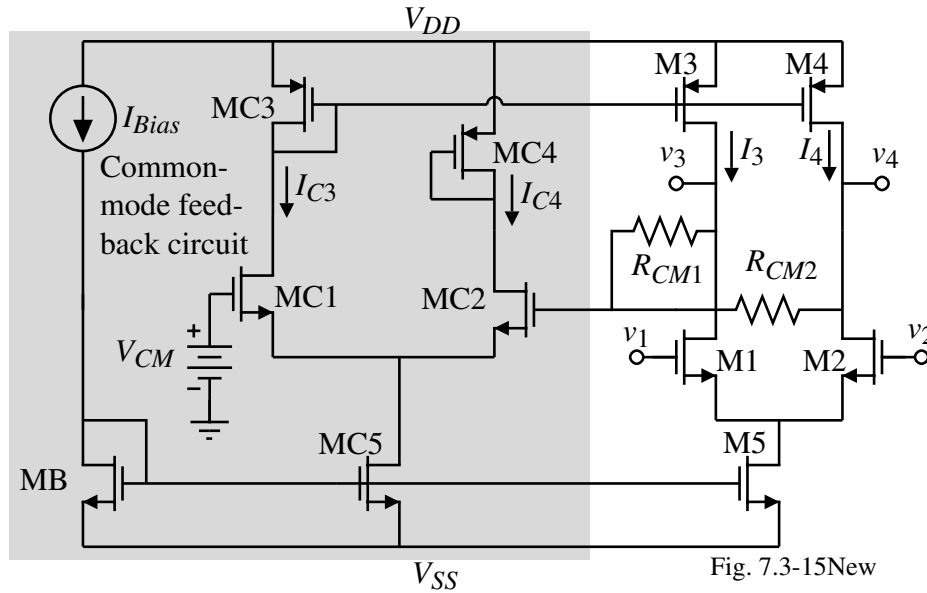 V_DD
M3
M4
MC3
I_Bias
MC4
v_3
I_3
I_4
v_4
Common-
mode feed-
back circuit
I_C3
I_C4
R_CM1
R_CM2
MC1
MC2
v_1
v_2
V_CM
+
-
M1
M2
MB
MC5
M5
V_SS
Fig. 7.3-15New